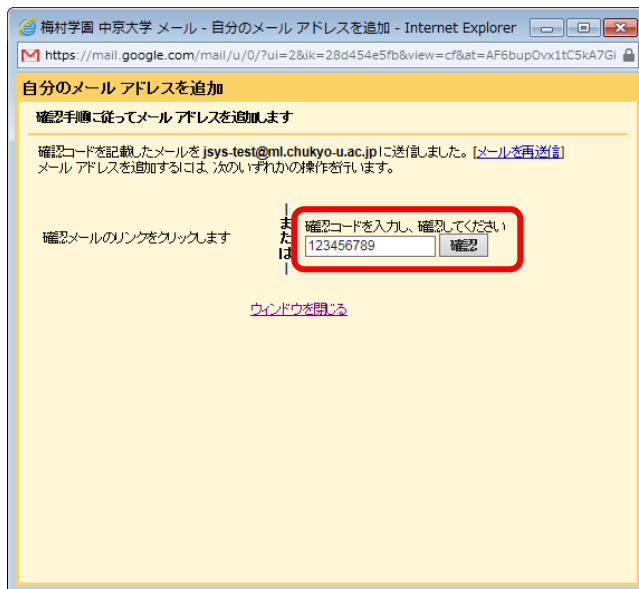 梅村学園 中京大学 メール - 自分のメール アドレスを追加 - Internet Explorer
https://mail.google.com/mail/u/0/?ui=2&ik=28d454e5fb&view=cf&at=AF6bupOvx1tC5kA7Gi
自分のメール アドレスを追加
確認手順に従ってメール アドレスを追加します
確認コードを記載したメールを jsys-test@ml.chukyo-u.ac.jp に送信しました。[メールを再送信]
メール アドレスを追加するには、次のいずれかの操作を行います。
確認メールのリンクをクリックします
または
確認コードを入力し、確認してください
123456789 確認
ウィンドウを閉じる